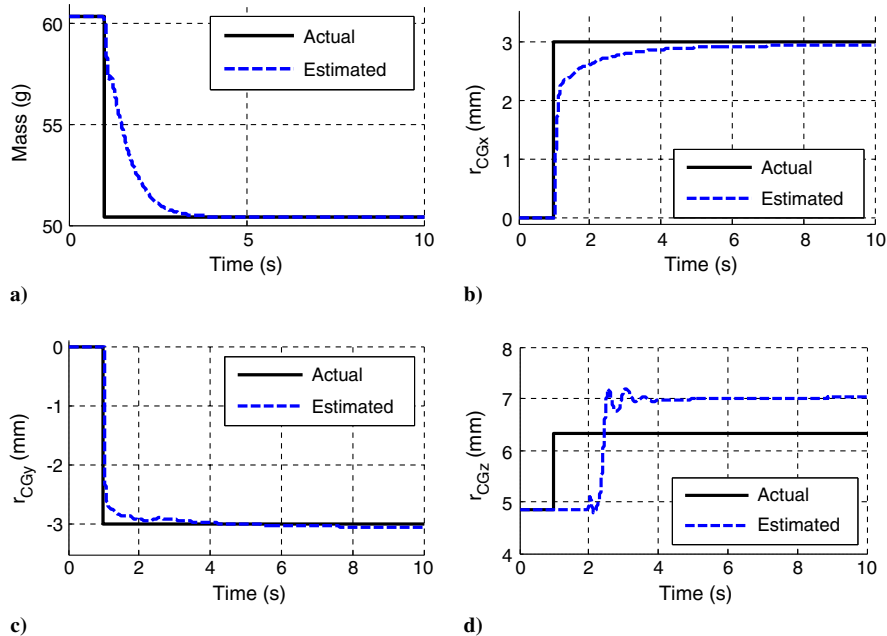 60
55
50
Mass (g)
Actual
Estimated
0
5
10
Time (s)
a)
4
3
2
1
0
r_CGx (mm)
Actual
Estimated
0
2
4
6
8
10
Time (s)
b)
0
-1
-2
-3
r_CGy (mm)
Actual
Estimated
0
2
4
6
8
10
Time (s)
c)
8
7
6
5
4
r_CGz (mm)
Actual
Estimated
0
2
4
6
8
10
Time (s)
d)